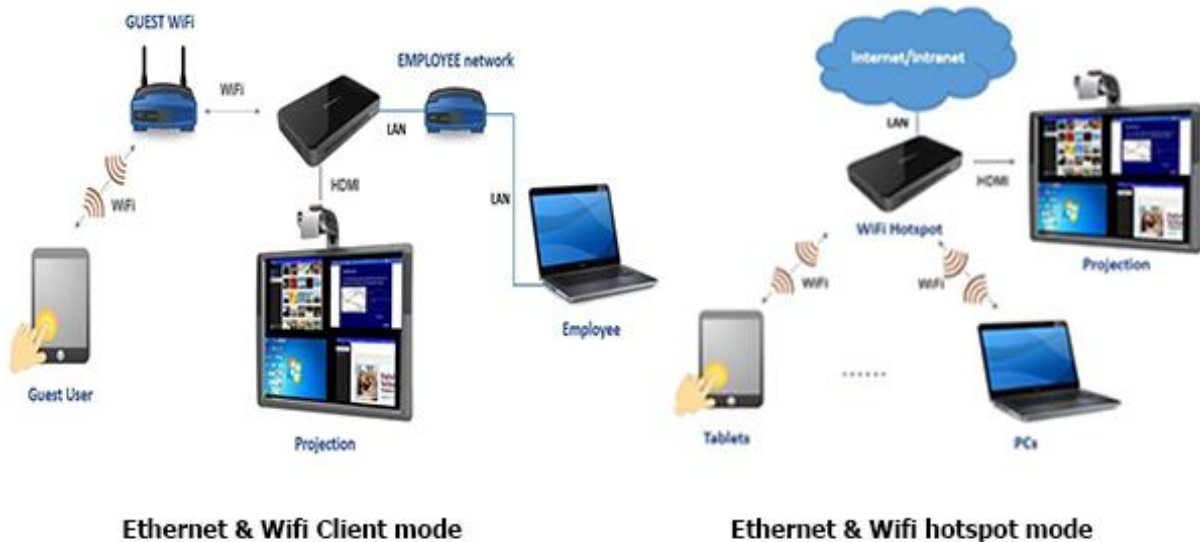 GUEST WiFi
EMPLOYEE network
WiFi
LAN
HDMI
WiFi
LAN
Guest User
Projection
Employee
Ethernet & Wifi Client mode
Internet/intranet
LAN
HDMI
WiFi Hotspot
Projection
WiFi
WiFi
Tablets
......
PCs
Ethernet & Wifi hotspot mode